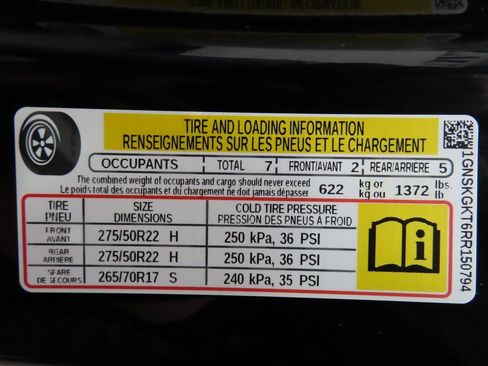 TIRE AND LOADING INFORMATION
RENSEIGNEMENTS SUR LES PNEUS ET LE CHARGEMENT
OCCUPANTS TOTAL 7 FRONT/AVANT 2 REAR/ARRIÈRE 5
The combined weight of occupants and cargo should never exceed
Le poids total des occupants et du chargement ne doit jamais dépasser
622 kg or kg ou 1372 lbs. lb
TIRE PNEU SIZE DIMENSIONS COLD TIRE PRESSURE PRESSION DES PNEUS À FROID
FRONT AVANT 275/50R22 H 250 kPa, 36 PSI
REAR ARRIÈRE 275/50R22 H 250 kPa, 36 PSI
SPARE DE SECOURS 265/70R17 S 240 kPa, 35 PSI
i
1GNSKGKT6RR150794